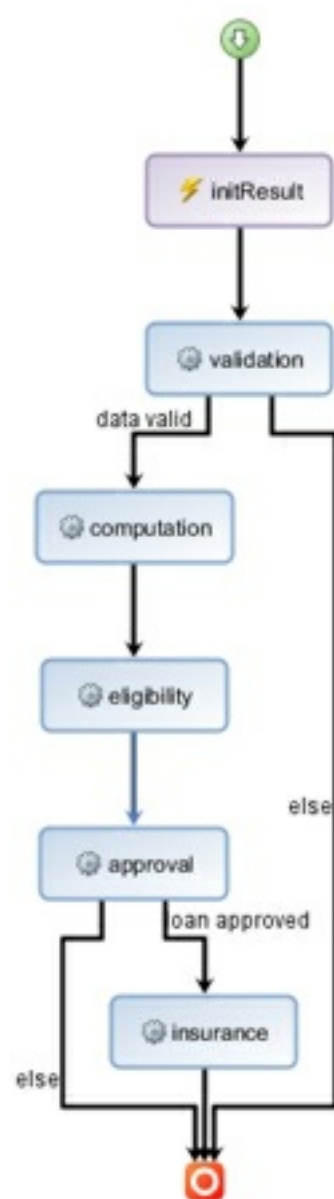 initResult
validation
data valid
computation
eligibility
else
approval
oan approved
insurance
else